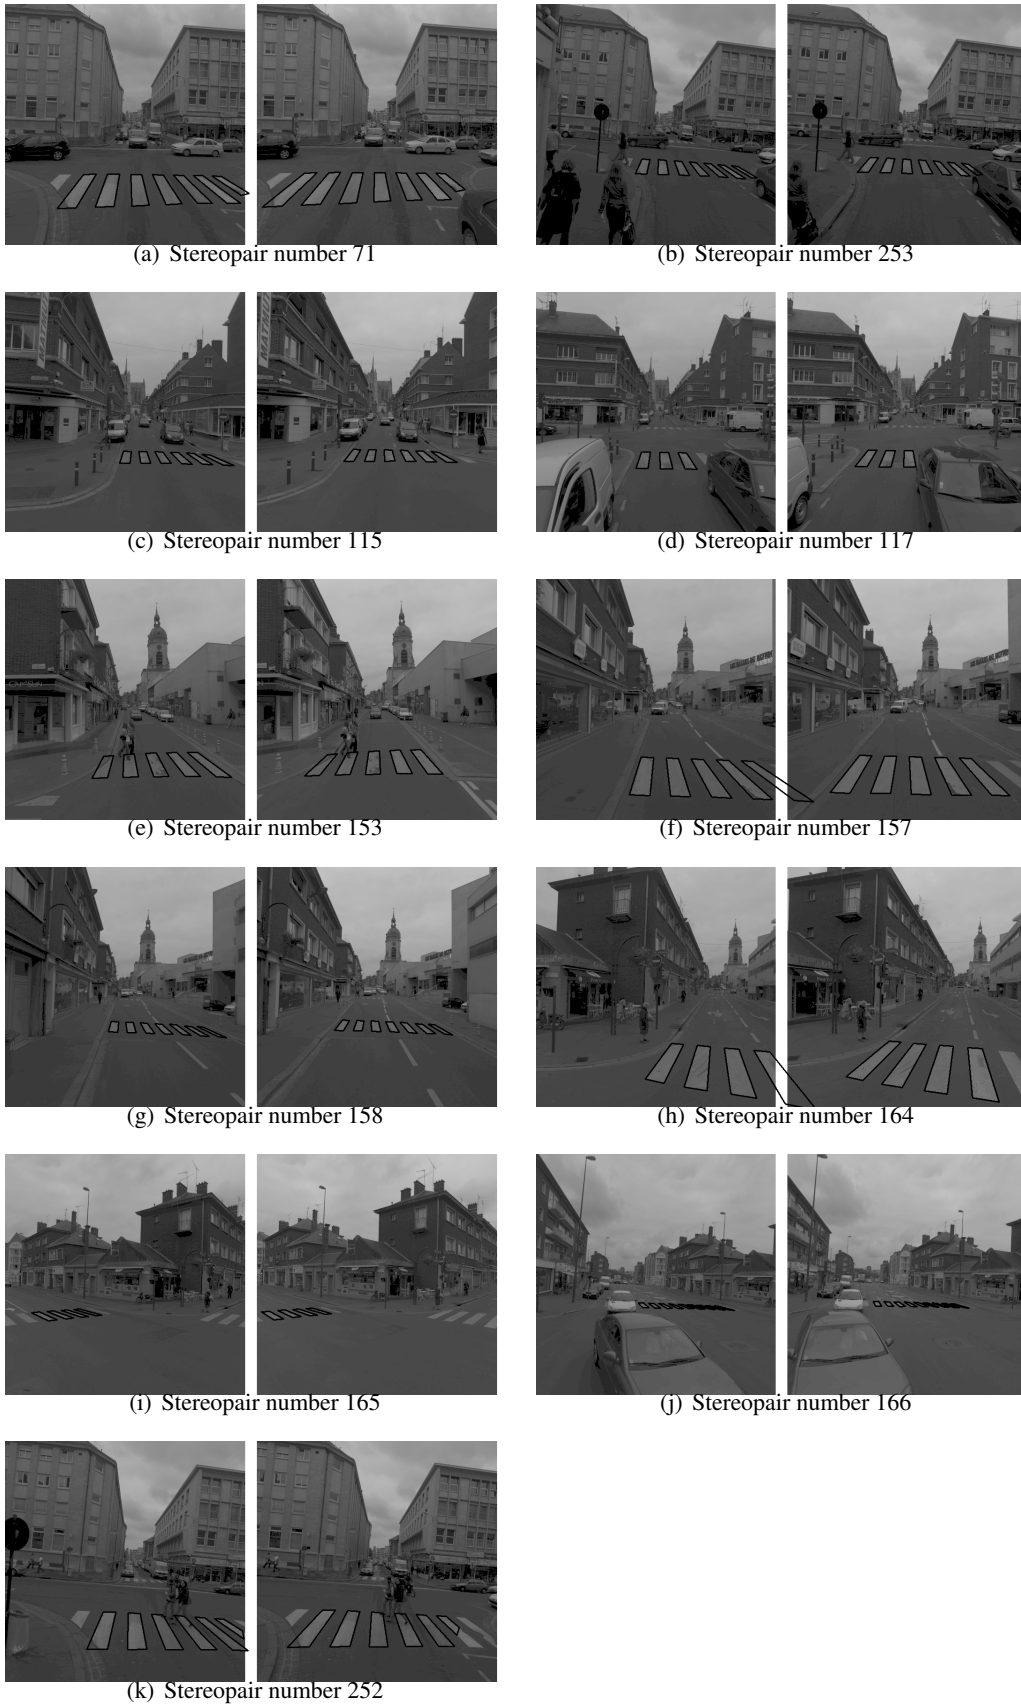 (a) Stereopair number 71
(b) Stereopair number 253
(c) Stereopair number 115
(d) Stereopair number 117
(e) Stereopair number 153
(f) Stereopair number 157
(g) Stereopair number 158
(h) Stereopair number 164
(i) Stereopair number 165
(j) Stereopair number 166
(k) Stereopair number 252